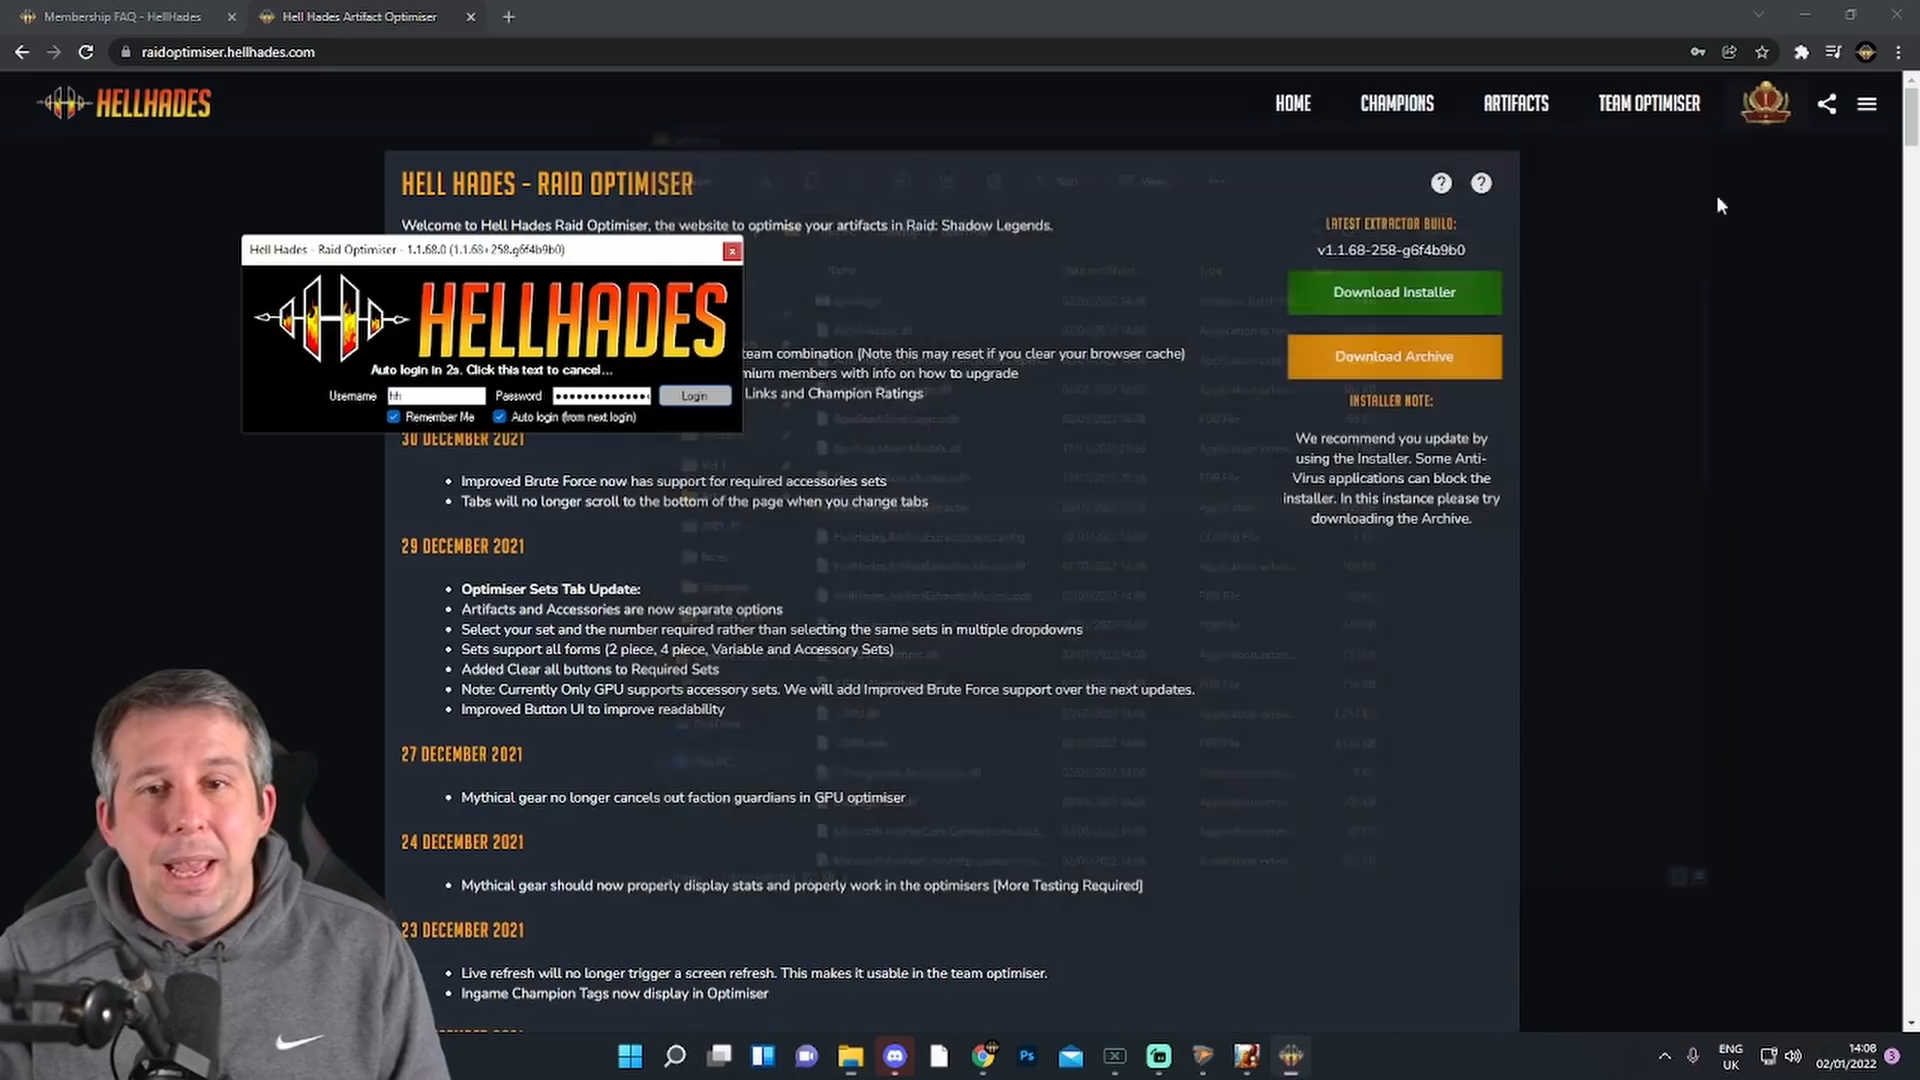 Membership FAQ - HellHades
Hell Hades Artifact Optimiser
raidoptimiser.hellhades.com
HELLHADES
HOME
CHAMPIONS
ARTIFACTS
TEAM OPTIMISER
HELL HADES - RAID OPTIMISER
Welcome to Hell Hades Raid Optimiser, the website to optimise your artifacts in Raid: Shadow Legends.
LATEST EXTRACTOR BUILD:
v1.1.68-258-g6f4b9b0
Download Installer
Download Archive
INSTALLER NOTE:
We recommend you update by
using the Installer. Some Anti-
Virus applications can block the
installer. In this instance please try
downloading the Archive.
Hell Hades - Raid Optimiser - 1.1.68.0 (1.1.68+258.g6f4b9b0)
HELLHADES
Auto login in 2s. Click this text to cancel...
Username
hh
Password
Login
Remember Me
Auto login (from next login)
team combination (Note this may reset if you clear your browser cache)
mium members with info on how to upgrade
Links and Champion Ratings
30 DECEMBER 2021
Improved Brute Force now has support for required accessories sets
Tabs will no longer scroll to the bottom of the page when you change tabs
29 DECEMBER 2021
Optimiser Sets Tab Update:
Artifacts and Accessories are now separate options
Select your set and the number required rather than selecting the same sets in multiple dropdowns
Sets support all forms (2 piece, 4 piece, Variable and Accessory Sets)
Added Clear all buttons to Required Sets
Note: Currently Only GPU supports accessory sets. We will add Improved Brute Force support over the next updates.
Improved Button UI to improve readability
27 DECEMBER 2021
Mythical gear no longer cancels out faction guardians in GPU optimiser
24 DECEMBER 2021
Mythical gear should now properly display stats and properly work in the optimisers [More Testing Required]
23 DECEMBER 2021
Live refresh will no longer trigger a screen refresh. This makes it usable in the team optimiser.
Ingame Champion Tags now display in Optimiser
Ps
ENG
UK
14:08
02/01/2022
3